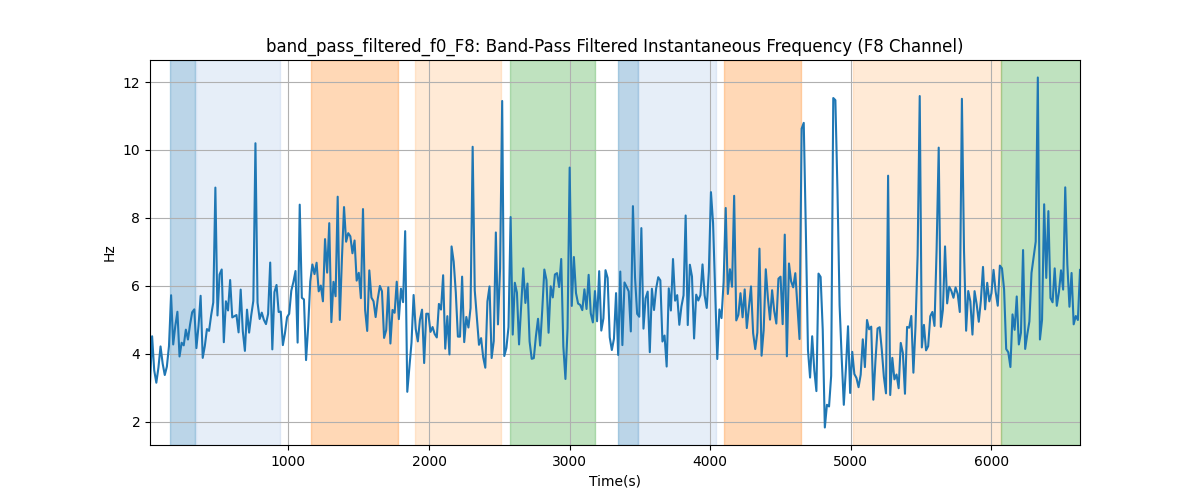 band_pass_filtered_f0_F8: Band-Pass Filtered Instantaneous Frequency (F8 Channel)
12
10
8
6
4
2
Hz
1000 2000 3000 4000 5000 6000
Time(s)